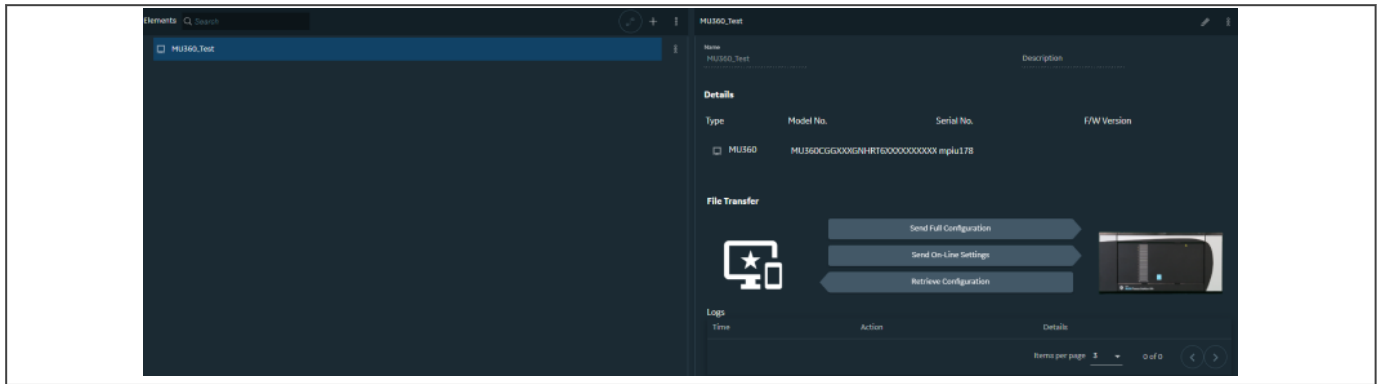 Elements Search
MU360_Test
MU360_Test
Name
MU360_Test
Description
Details
Type Model No. Serial No. F/W Version
MU360 MU360CGGXXXGNHRT6XXXXXXXXXX mpiu178
File Transfer
Send Full Configuration
Send On-Line Settings
Retrieve Configuration
Logs
Time Action Details
Items per page 3 0 of 0